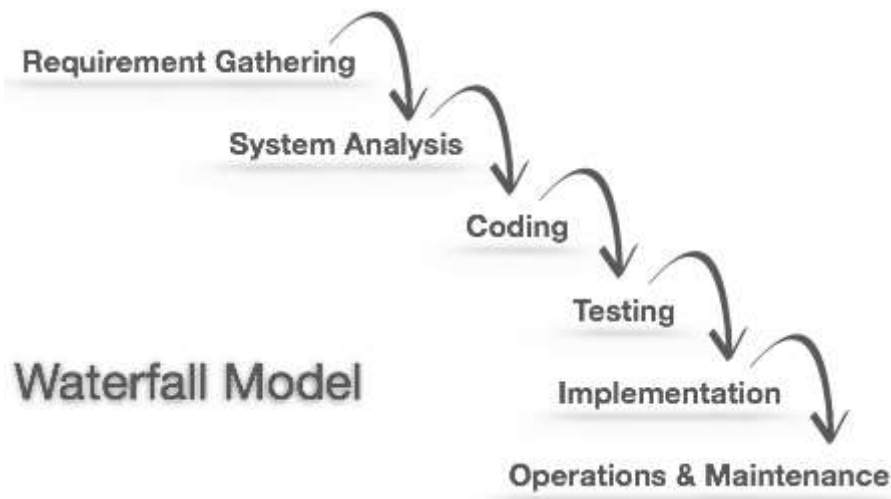 Requirement Gathering
System Analysis
Coding
Testing
Waterfall Model
Implementation
Operations & Maintenance